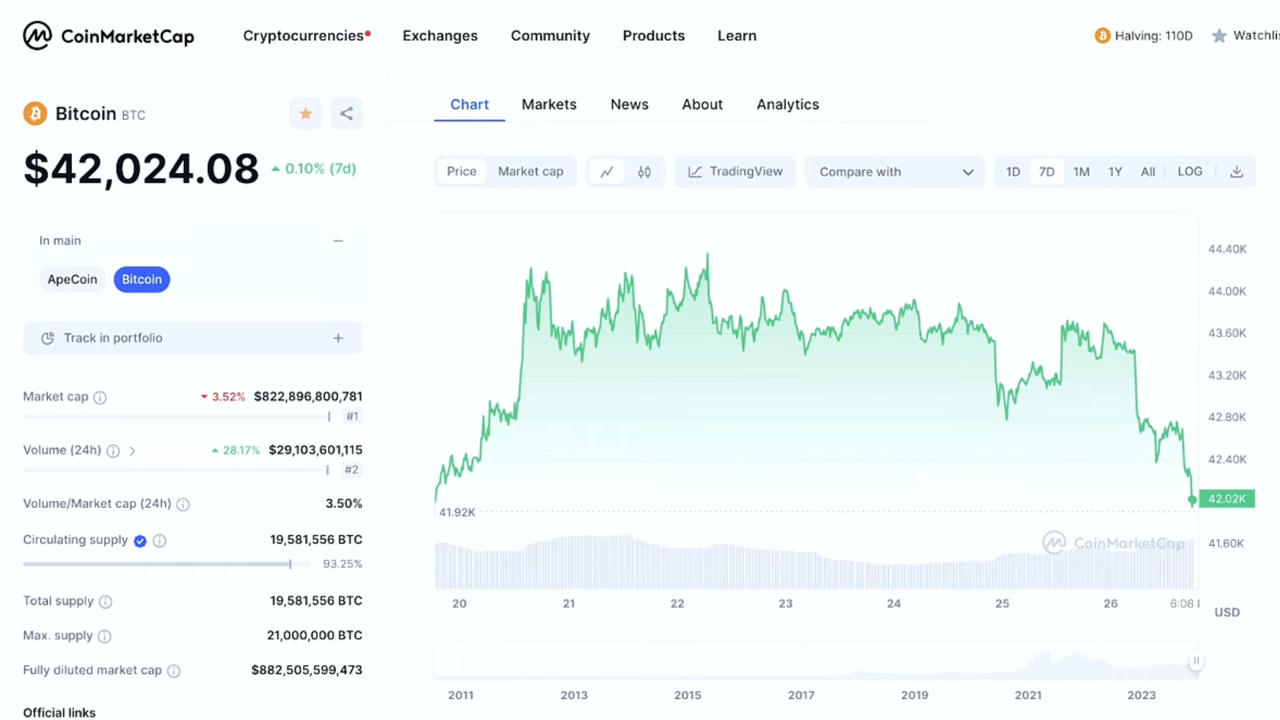 CoinMarketCap Cryptocurrencies Exchanges Community Products Learn Halving: 110D
Bitcoin BTC
$42,024.08 0.10% (7d)
In main
ApeCoin Bitcoin
Track in portfolio
Market cap 3.52% $822,896,800,781
#1
Volume (24h) 28.17% $29,103,601,115
#2
Volume/Market cap (24h) 3.50%
Circulating supply 19,581,556 BTC
93.25%
Total supply 19,581,556 BTC
Max. supply 21,000,000 BTC
Fully diluted market cap $882,505,599,473
Official links
Chart Markets News About Analytics
Price Market cap TradingView Compare with 1D 7D 1M 1Y All LOG
44.40K
44.00K
43.60K
43.20K
42.80K
42.40K
42.02K
41.92K
CoinMarketCap 41.60K
20 21 22 23 24 25 26 6:08
USD
2011 2013 2015 2017 2019 2021 2023